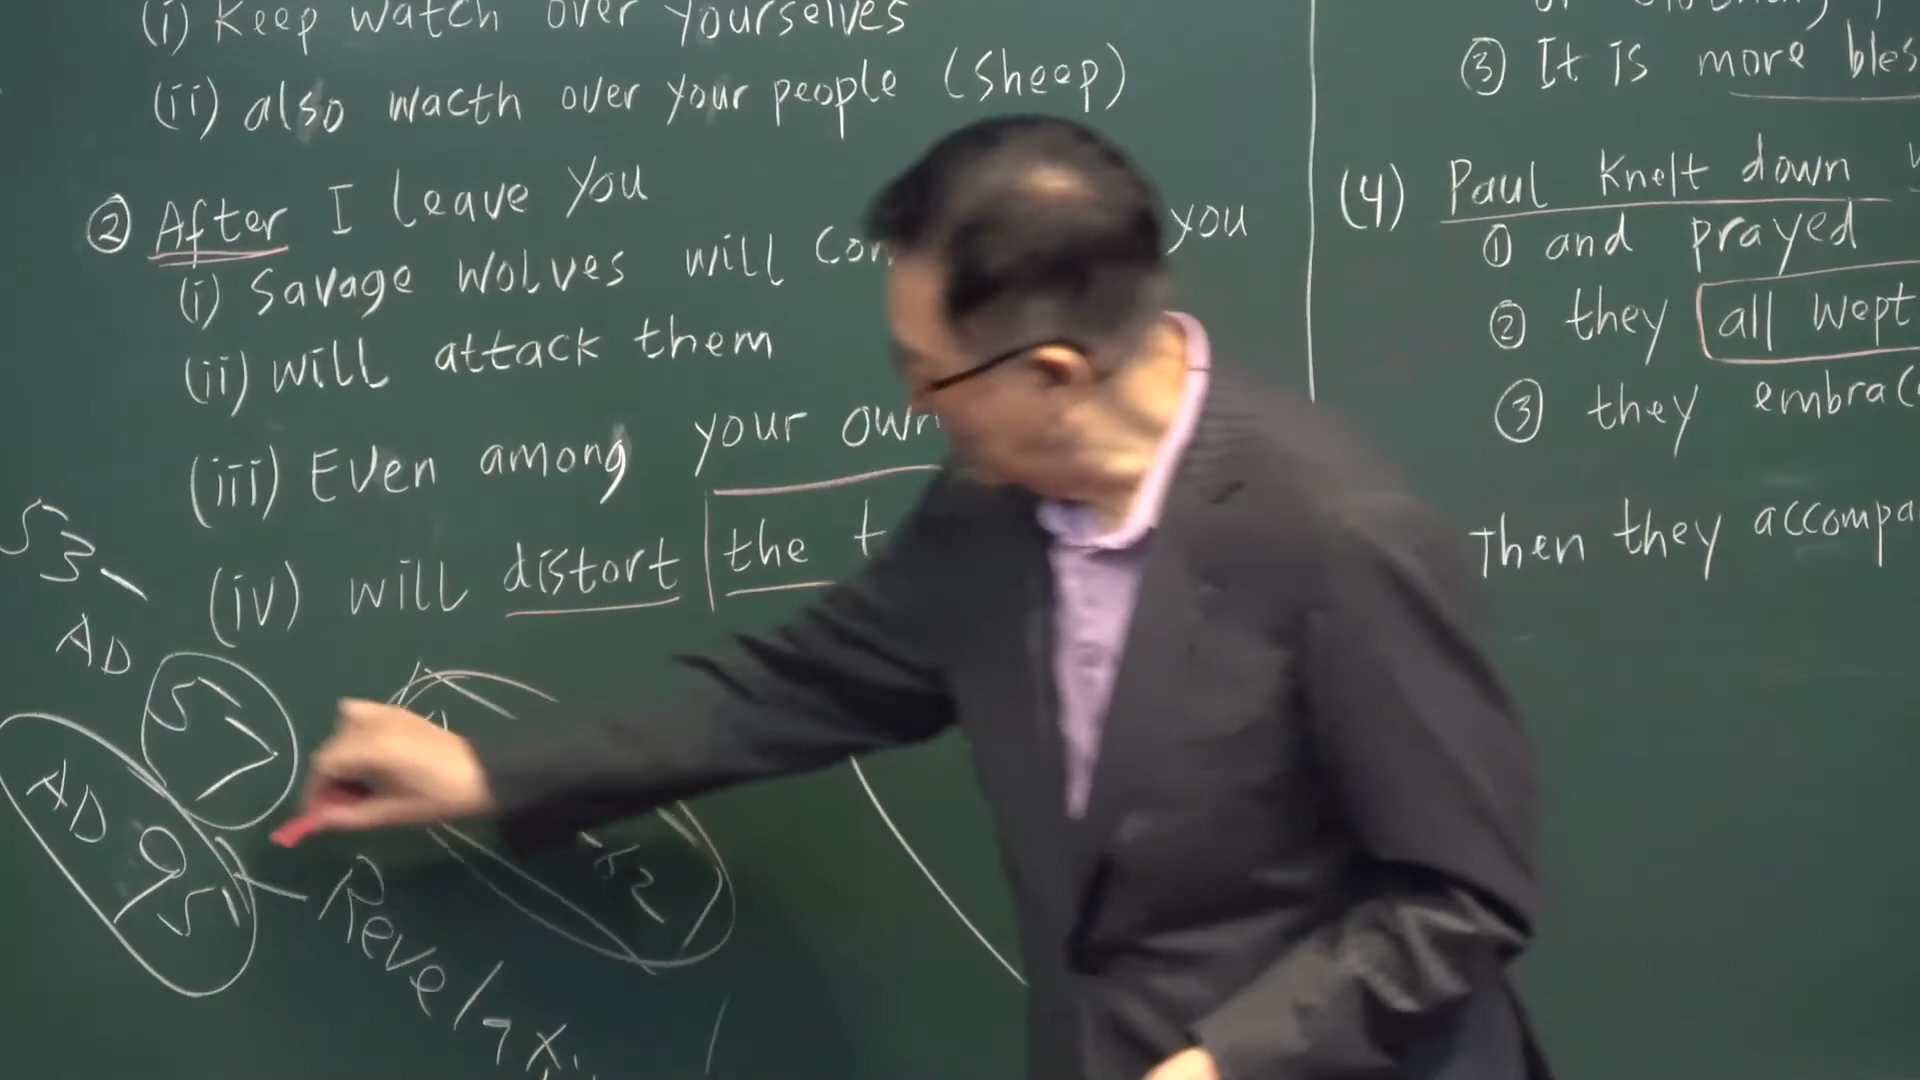 (i) Keep watch over yourselves
(ii) also wacth over your people (Sheep)
② After I leave you
(i) Savage wolves will you
(ii) will attack them
(iii) Even among your own
(iv) will distort the
53
AD
57
AD 95
③ It is more
(4) Paul knelt down
① and prayed
② they all wept
③ they
Then they